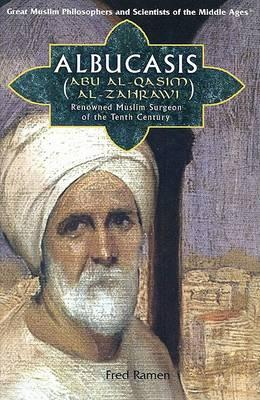 Great Muslim Philosophers and Scientists of the Middle Ages™
ALBUCASIS
(ABU AL-QASIM
AL-ZAHRAWI)
Renowned Muslim Surgeon
of the Tenth Century
Fred Ramen